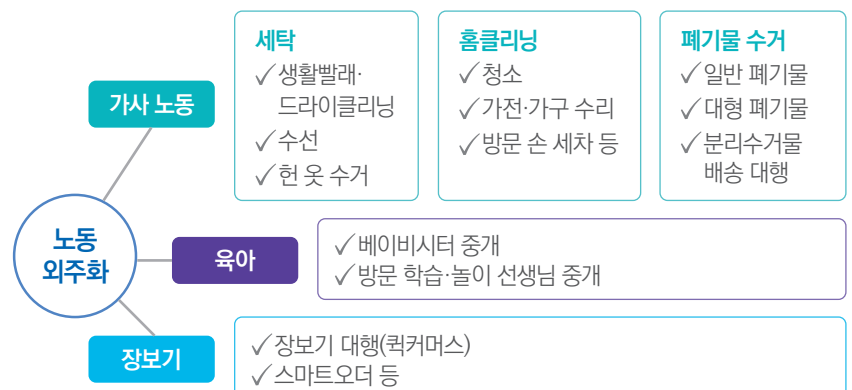 노동
외주화
가사 노동
세탁
✓생활빨래·
드라이클리닝
✓수선
✓헌 옷 수거
홈클리닝
✓청소
✓가전·가구 수리
✓방문 손 세차 등
폐기물 수거
✓일반 폐기물
✓대형 폐기물
✓분리수거물
배송 대행
육아
✓베이비시터 중개
✓방문 학습·놀이 선생님 중개
장보기
✓장보기 대행(퀵커머스)
✓스마트오더 등